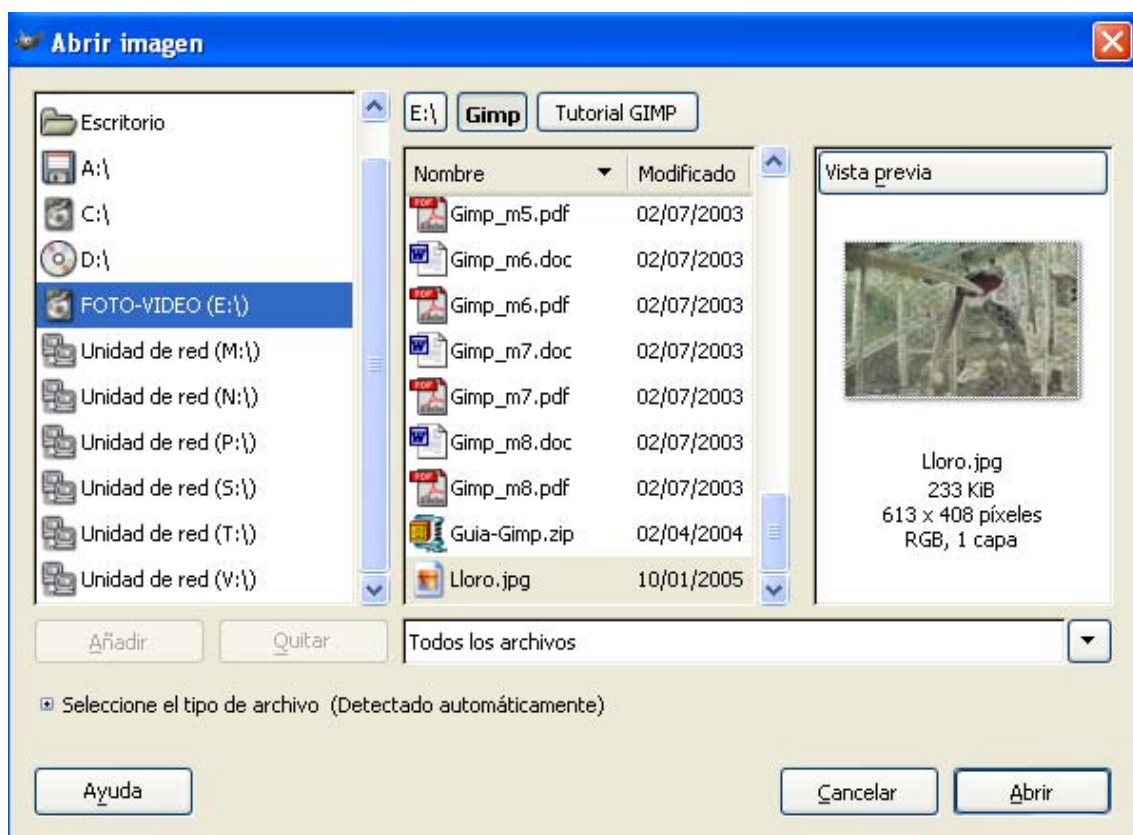 Abrir imagen
Escritorio
A:\
C:\
D:\
FOTO-VIDEO (E:\)
Unidad de red (M:\)
Unidad de red (N:\)
Unidad de red (P:\)
Unidad de red (S:\)
Unidad de red (T:\)
Unidad de red (V:\)
Añadir Quitar
E:\ Gimp Tutorial GIMP
Nombre Modificado
Gimp_m5.pdf 02/07/2003
Gimp_m6.doc 02/07/2003
Gimp_m6.pdf 02/07/2003
Gimp_m7.doc 02/07/2003
Gimp_m7.pdf 02/07/2003
Gimp_m8.doc 02/07/2003
Gimp_m8.pdf 02/07/2003
Guia-Gimp.zip 02/04/2004
Lloro.jpg 10/01/2005
Vista previa
Lloro.jpg
233 KiB
613 x 408 píxeles
RGB, 1 capa
Todos los archivos
Seleccione el tipo de archivo (Detectado automáticamente)
Ayuda Cancelar Abrir